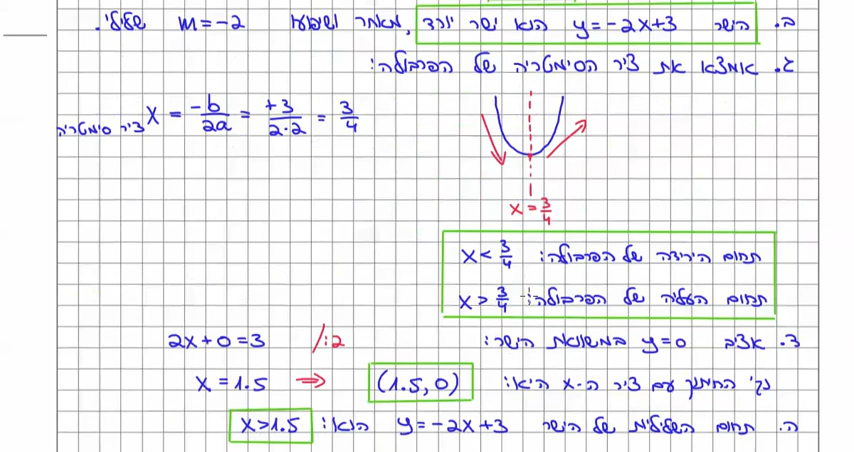 ב. הישר y=-2x+3 הוא ישר יורד, מאחר ושיפועו m=-2 שלילי.
ג. אמצא את ציר הסימטריה של הפרבולה:
x ציר סימטריה = -b/2a = +3/2·2 = 3/4
x = 3/4
תחום הירידה של הפרבולה: x < 3/4
תחום העליה של הפרבולה: x > 3/4
ד. אציב y=0 במשוואת הישר: 2x+0=3 /:2
נק' החיתוך עם ציר ה-x היא: (1.5,0) ⇐ x=1.5
ה. תחום השליליות של הישר y=-2x+3 הוא: x>1.5